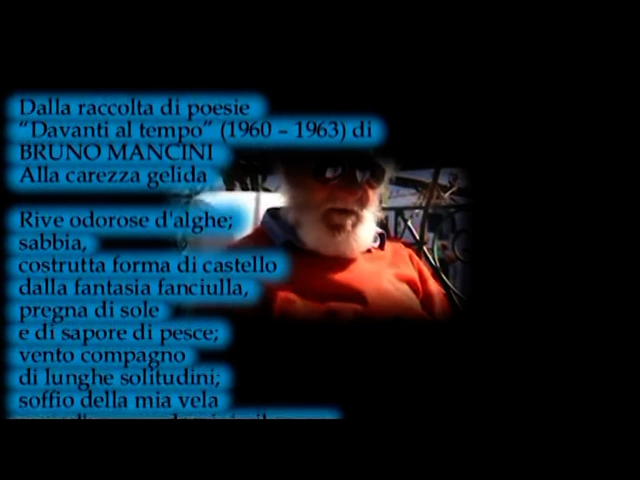 Dalla raccolta di poesie
“Davanti al tempo” (1960 – 1963) di
BRUNO MANCINI
Alla carezza gelida
Rive odorose d'alghe;
sabbia,
costrutta forma di castello
dalla fantasia fanciulla,
pregna di sole
e di sapore di pesce;
vento compagno
di lunghe solitudini;
soffio della mia vela